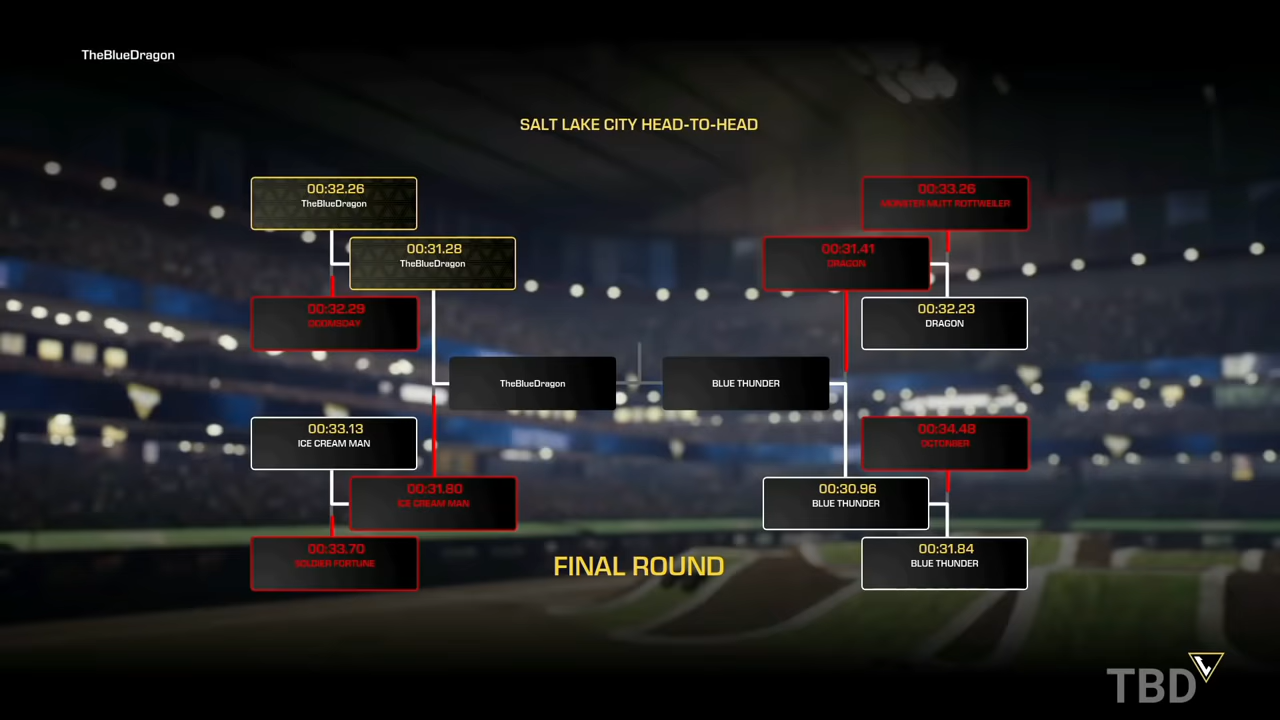 TheBlueDragon
SALT LAKE CITY HEAD-TO-HEAD
00:32.26
TheBlueDragon
00:33.26
MONSTER MUTT ROTTWEILER
00:31.28
TheBlueDragon
00:31.41
DRAGON
00:32.29
DOOMSDAY
00:32.23
DRAGON
TheBlueDragon
BLUE THUNDER
00:33.13
ICE CREAM MAN
00:34.48
OCTON8ER
00:31.80
ICE CREAM MAN
00:30.96
BLUE THUNDER
00:33.70
SOLDIER FORTUNE
00:31.84
BLUE THUNDER
FINAL ROUND
TBD